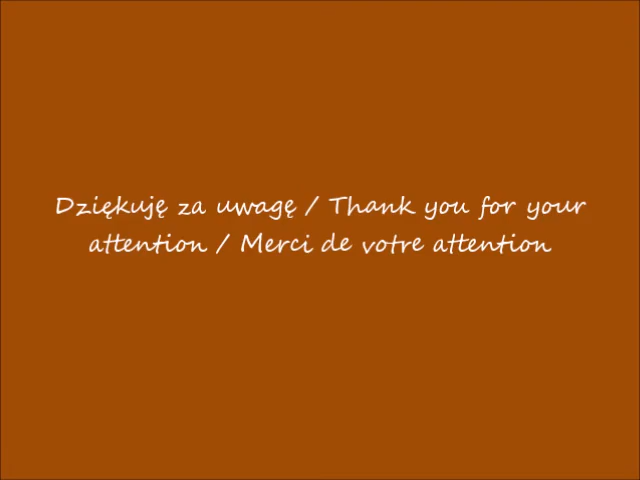 Dziękuję za uwagę / Thank you for your
attention / Merci de votre attention